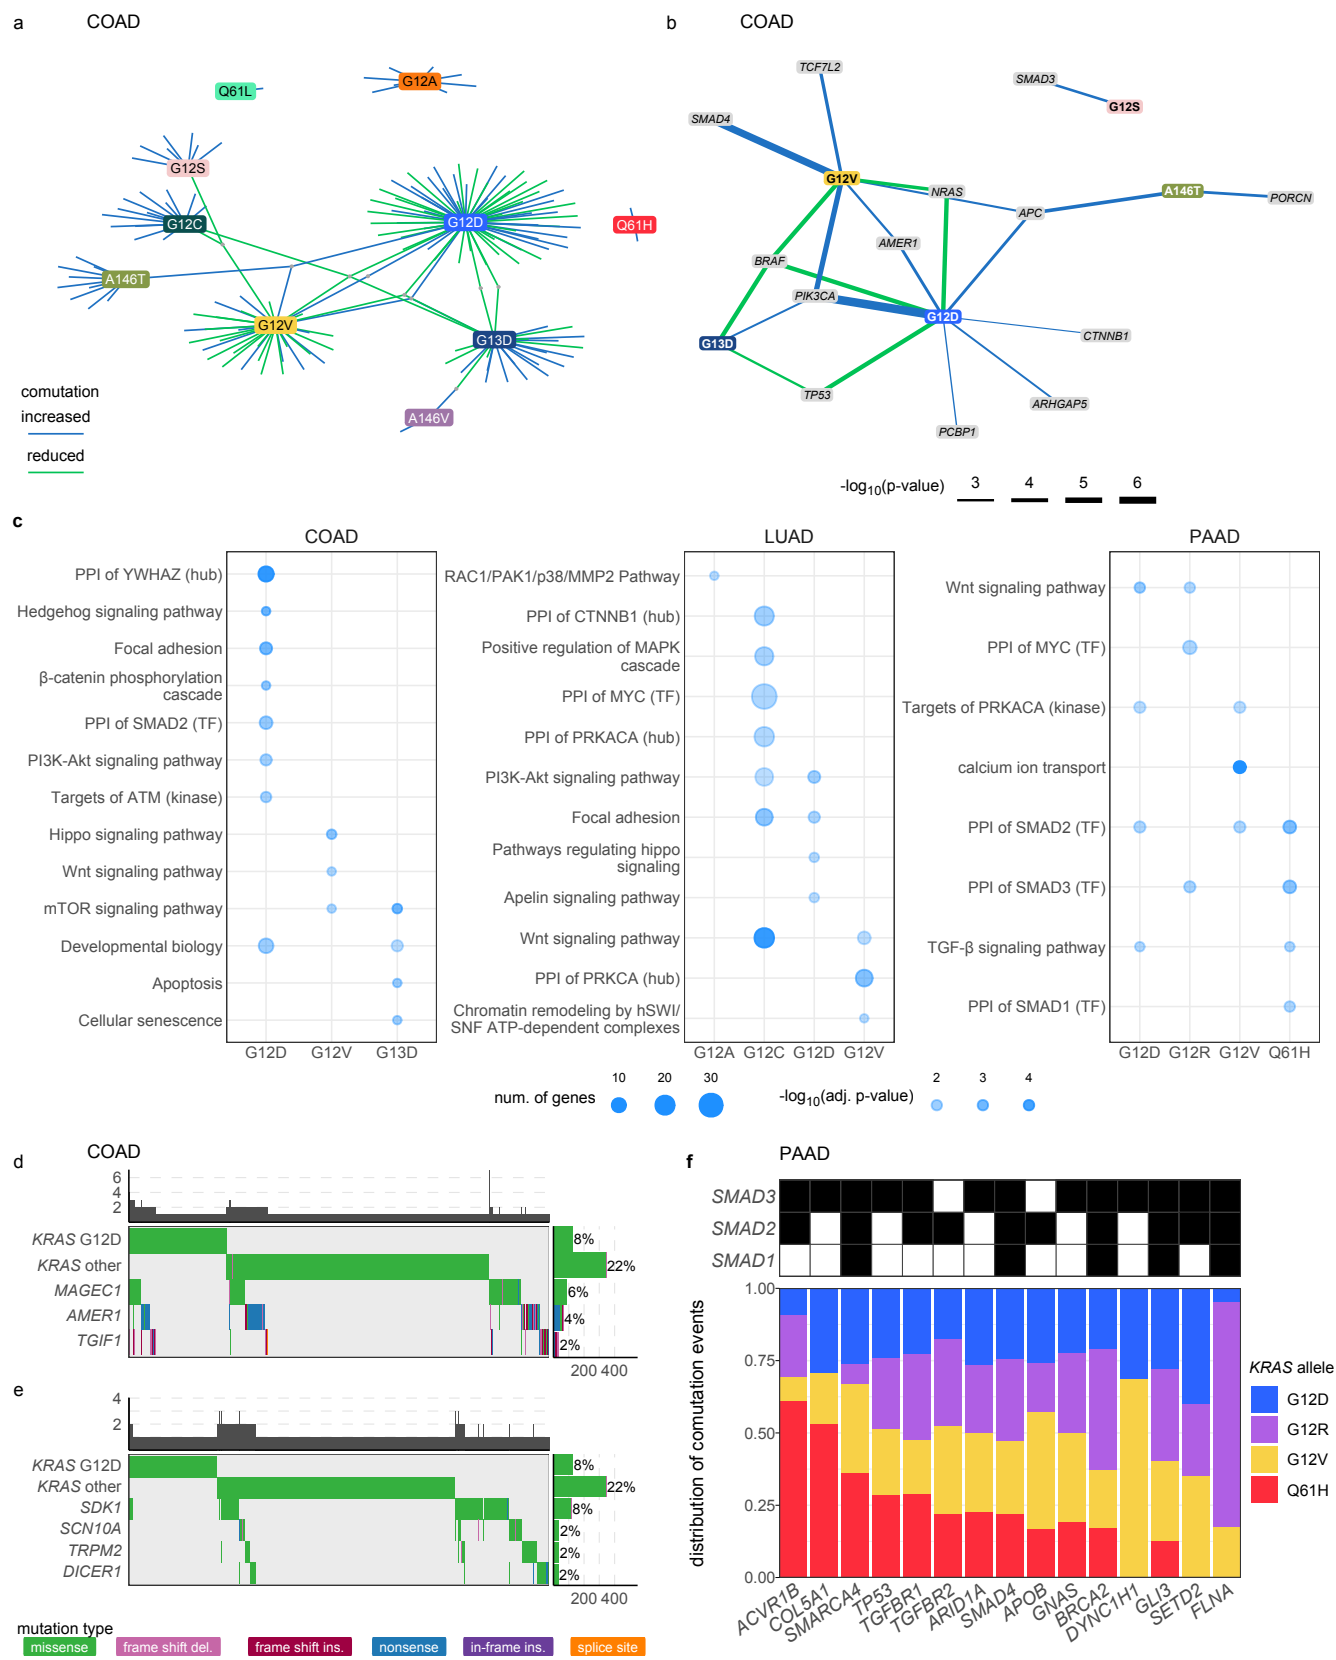 a
COAD
Q61L
G12A
G12S
G12C
G12D
Q61H
A146T
G12V
G13D
A146V
comutation
increased
reduced
b
COAD
TCF7L2
SMAD3
G12S
SMAD4
G12V
NRAS
A146T
PORCN
APC
AMER1
BRAF
PIK3CA
G12D
CTNNB1
G13D
TP53
ARHGAP5
PCBP1
-log10(p-value) 3 4 5 6
c
COAD
PPI of YWHAZ (hub)
Hedgehog signaling pathway
Focal adhesion
β-catenin phosphorylation
cascade
PPI of SMAD2 (TF)
PI3K-Akt signaling pathway
Targets of ATM (kinase)
Hippo signaling pathway
Wnt signaling pathway
mTOR signaling pathway
Developmental biology
Apoptosis
Cellular senescence
G12D G12V G13D
LUAD
RAC1/PAK1/p38/MMP2 Pathway
PPI of CTNNB1 (hub)
Positive regulation of MAPK
cascade
PPI of MYC (TF)
PPI of PRKACA (hub)
PI3K-Akt signaling pathway
Focal adhesion
Pathways regulating hippo
signaling
Apelin signaling pathway
Wnt signaling pathway
PPI of PRKCA (hub)
Chromatin remodeling by hSWI/
SNF ATP-dependent complexes
G12A G12C G12D G12V
PAAD
Wnt signaling pathway
PPI of MYC (TF)
Targets of PRKACA (kinase)
calcium ion transport
PPI of SMAD2 (TF)
PPI of SMAD3 (TF)
TGF-β signaling pathway
PPI of SMAD1 (TF)
G12D G12R G12V Q61H
num. of genes 10 20 30
-log10(adj. p-value) 2 3 4
d
COAD
6
4
2
KRAS G12D 8%
KRAS other 22%
MAGEC1 6%
AMER1 4%
TGIF1 2%
200 400
e
4
2
KRAS G12D 8%
KRAS other 22%
SDK1 8%
SCN10A 2%
TRPM2 2%
DICER1 2%
200 400
mutation type
missense frame shift del. frame shift ins. nonsense in-frame ins. splice site
f
PAAD
SMAD3
SMAD2
SMAD1
distribution of comutation events
1.00
0.75
0.50
0.25
0.00
ACVR1B COL5A1 SMARCA4 TP53 TGFBR1 TGFBR2 ARID1A SMAD4 APOB GNAS BRCA2 DYNC1H1 GLI3 SETD2 FLNA
KRAS allele
G12D
G12R
G12V
Q61H